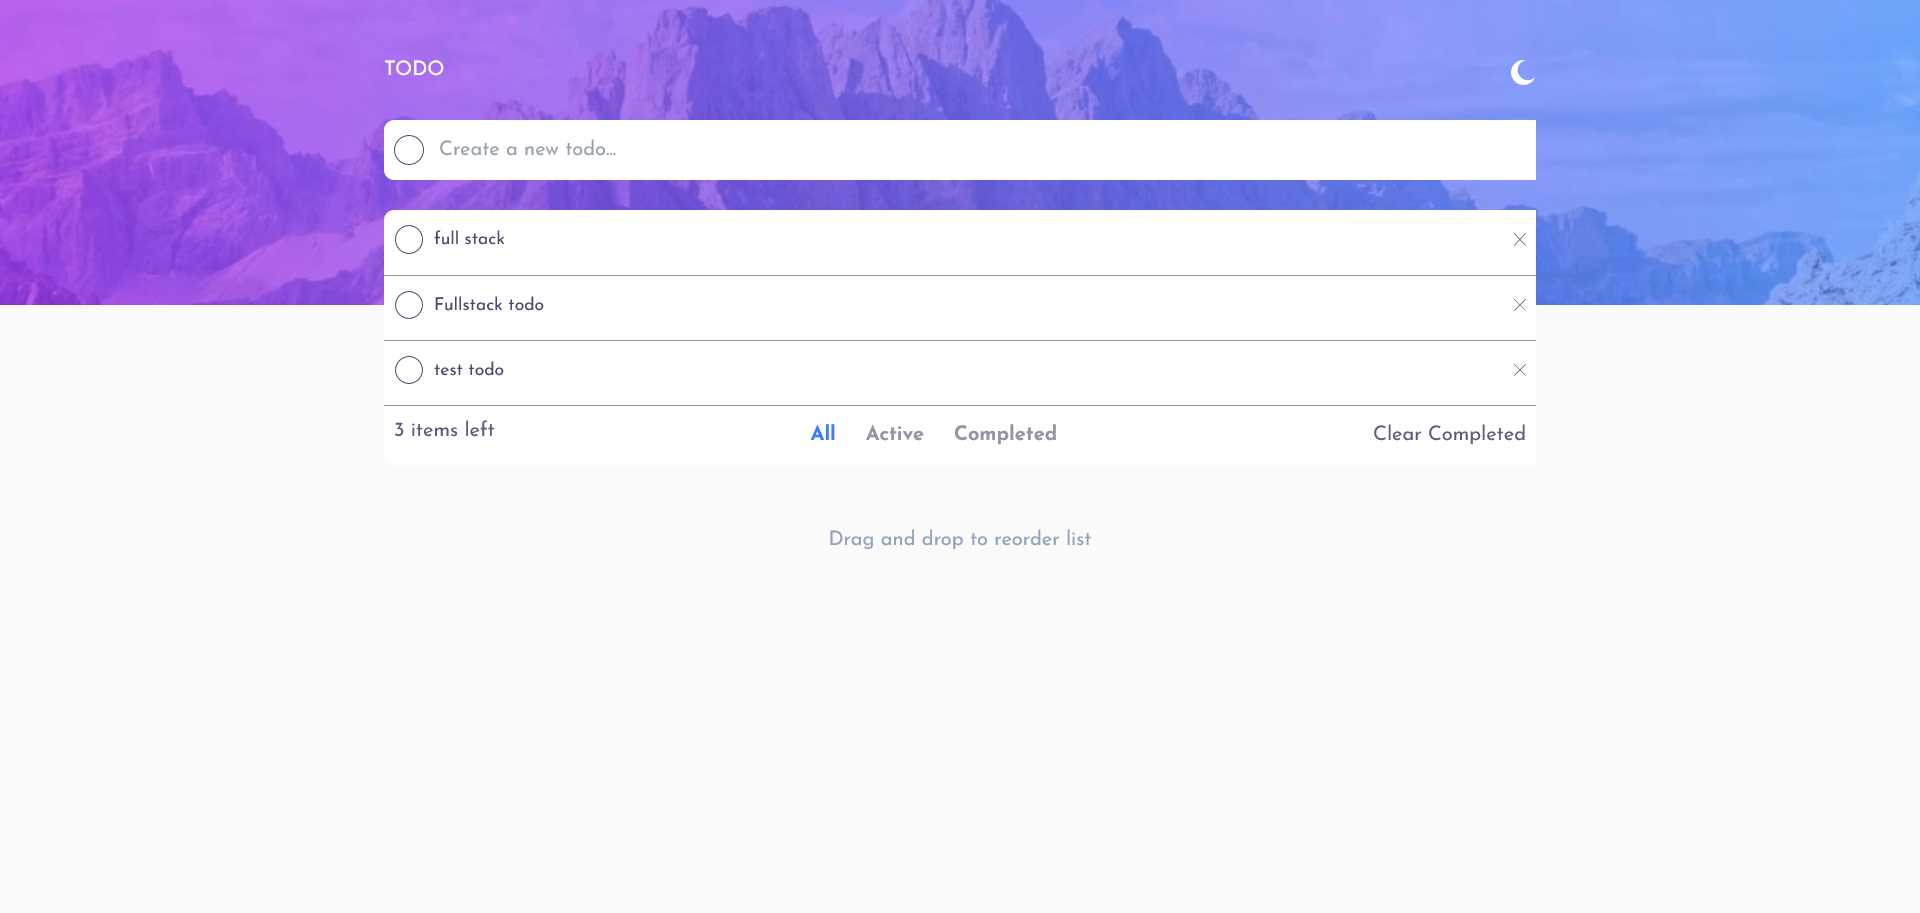 TODO
Create a new todo...
full stack
Fullstack todo
test todo
3 items left All Active Completed Clear Completed
Drag and drop to reorder list